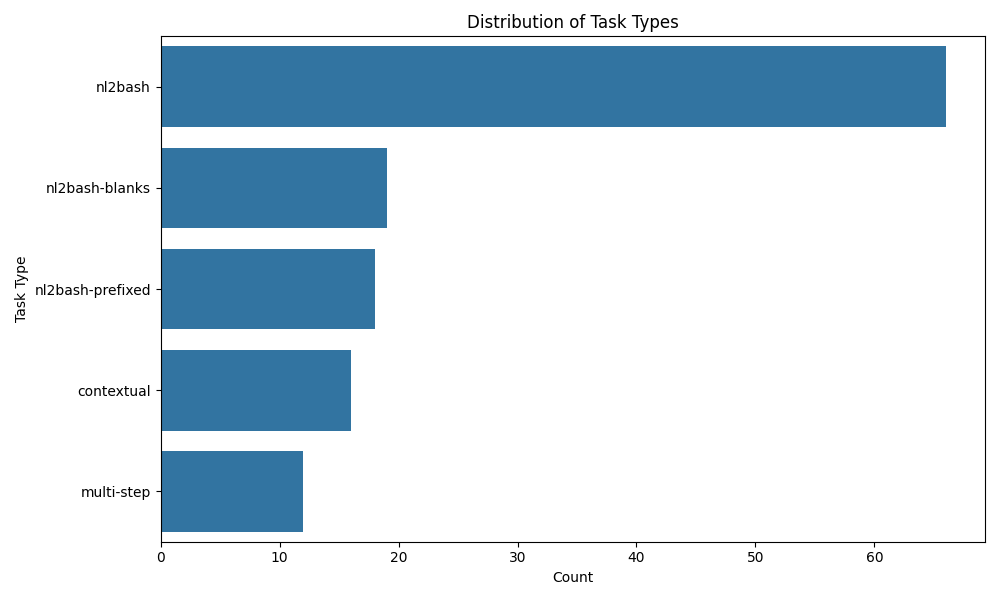 Distribution of Task Types
Task Type
nl2bash
nl2bash-blanks
nl2bash-prefixed
contextual
multi-step
0 10 20 30 40 50 60
Count